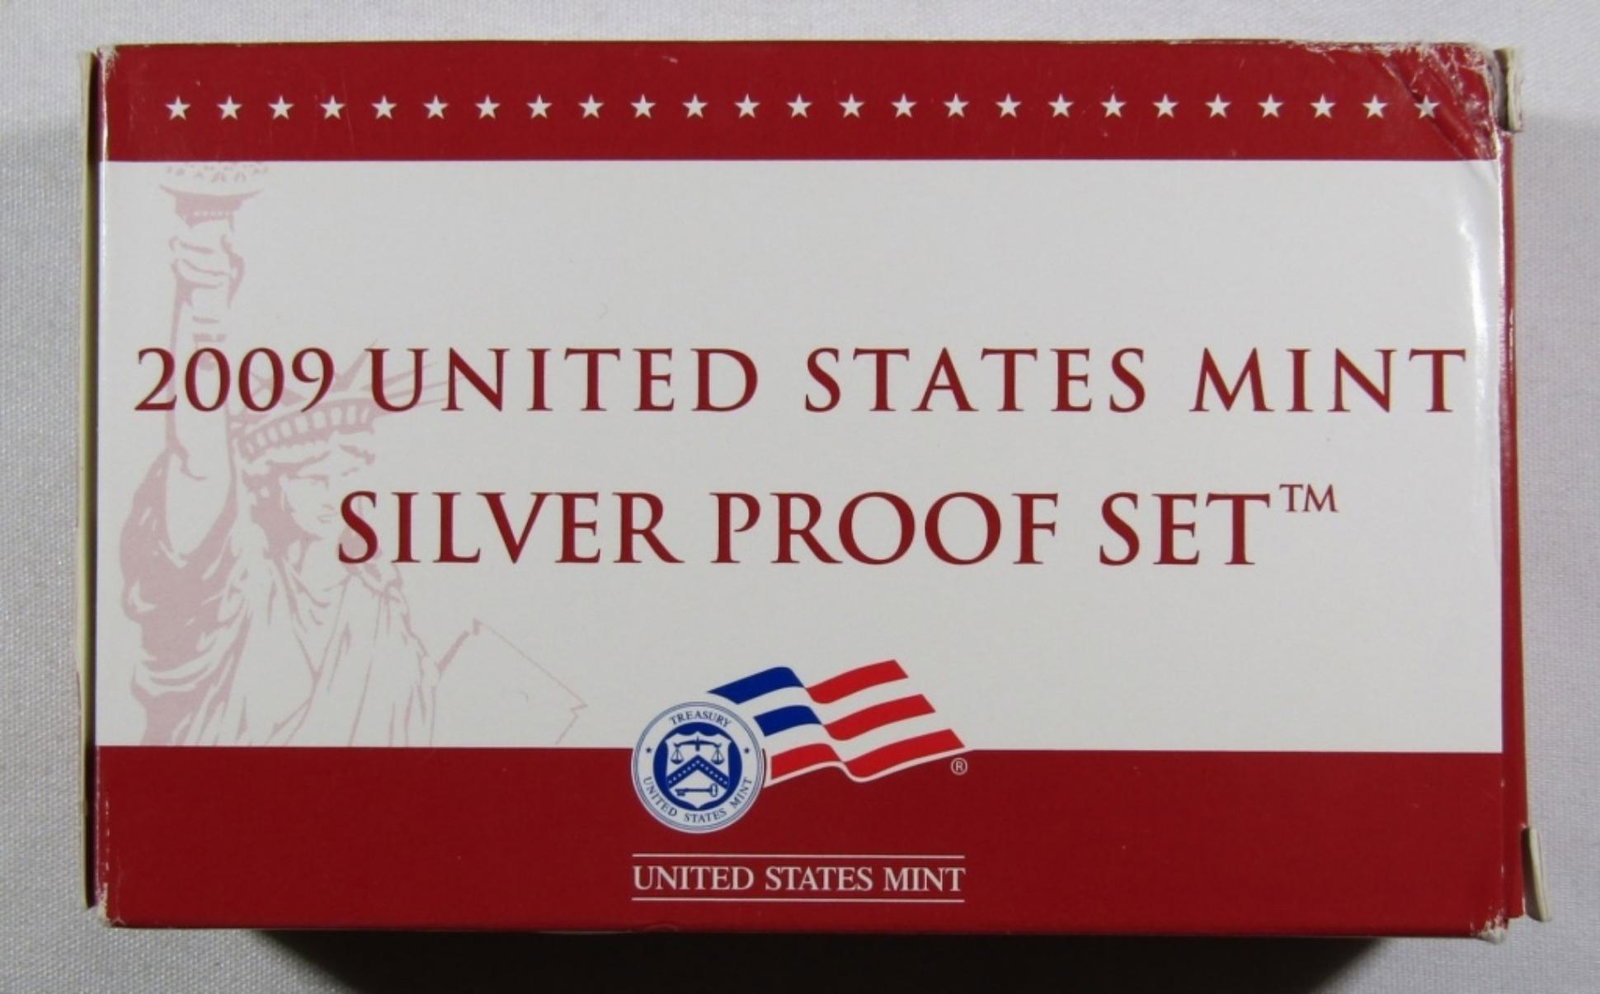 2009 UNITED STATES MINT
SILVER PROOF SET™
TREASURY
UNITED STATES MINT
®
UNITED STATES MINT